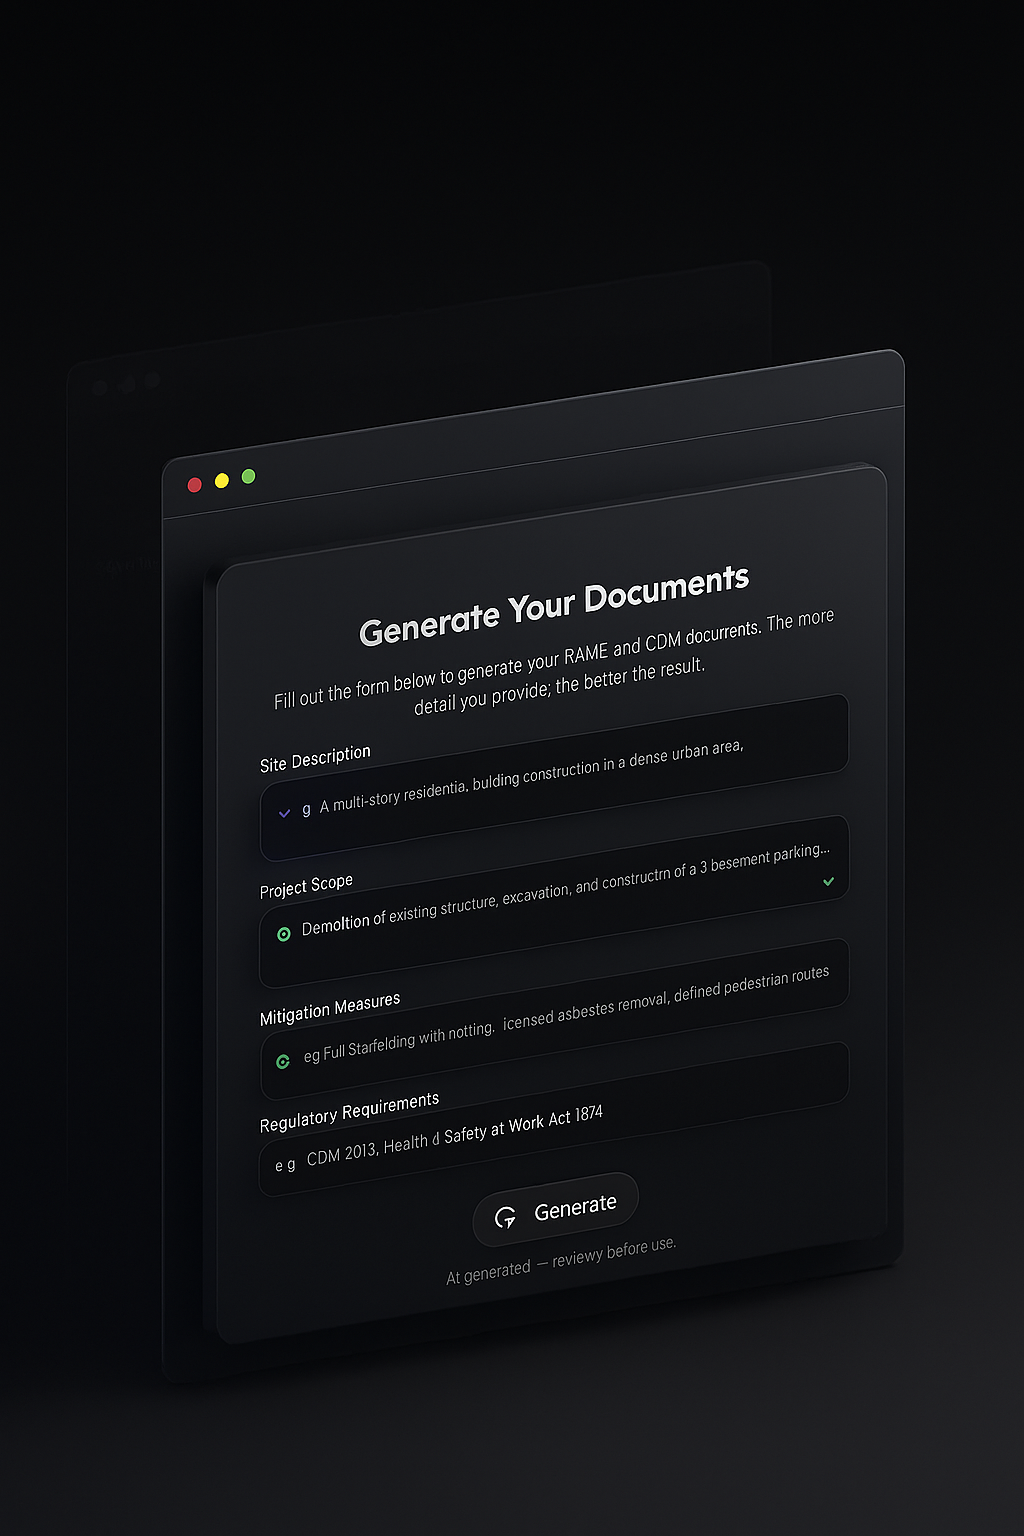 Generate Your Documents
Fill out the form below to generate your RAME and CDM docurrents. The more
detail you provide; the better the result.
Site Description
g A multi-story residentia. bulding construction in a dense urban area,
Project Scope
Demoltion of existing structure, excavation, and constructrn of a 3 besement parking...
Mitigation Measures
eg Full Starfelding with notting. icensed asbestes removal, defined pedestrian routes
Regulatory Requirements
e g CDM 2013, Health d Safety at Work Act 1874
Generate
At generated — reviewy before use.